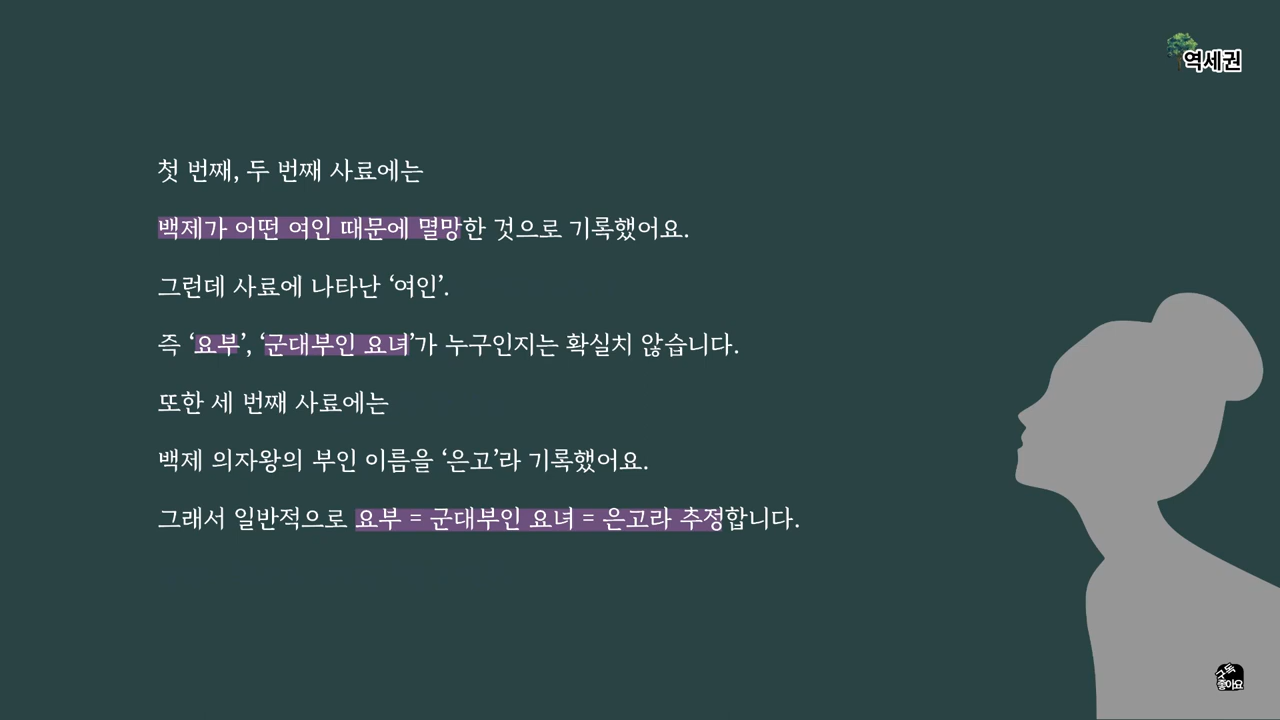 역세권
첫 번째, 두 번째 사료에는
백제가 어떤 여인 때문에 멸망한 것으로 기록했어요.
그런데 사료에 나타난 ‘여인’.
즉 ‘요부’, ‘군대부인 요녀’가 누구인지는 확실치 않습니다.
또한 세 번째 사료에는
백제 의자왕의 부인 이름을 ‘은고’라 기록했어요.
그래서 일반적으로 요부 = 군대부인 요녀 = 은고라 추정합니다.
구독
좋아요